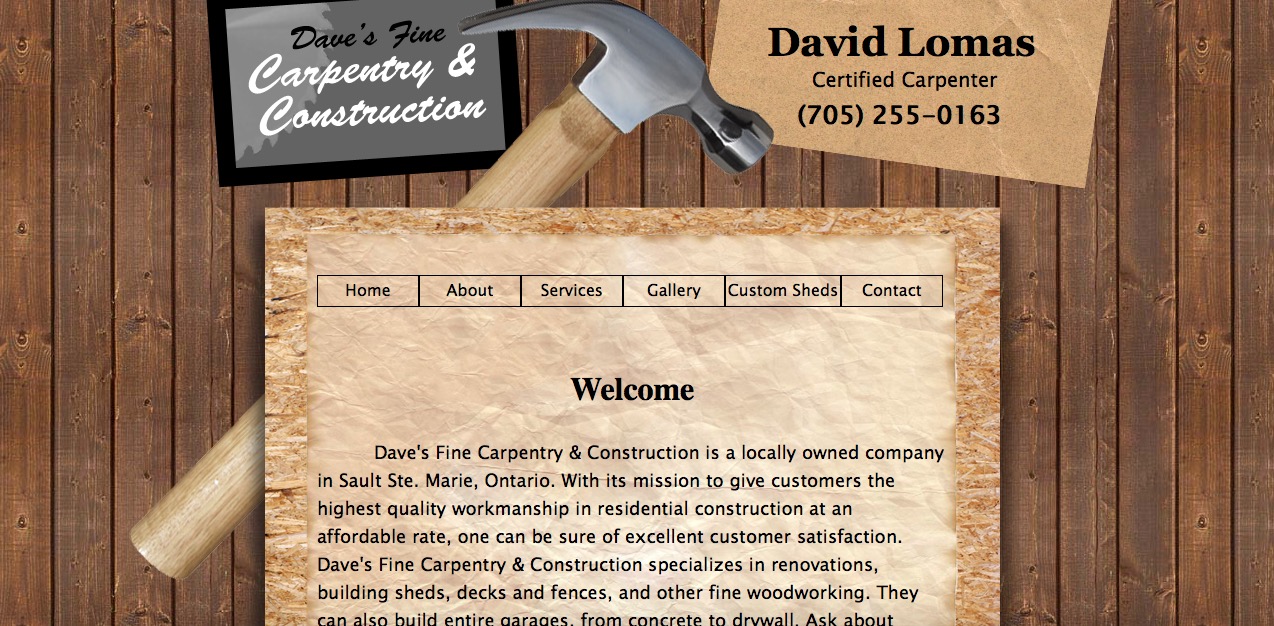 Dave's Fine
Carpentry &
Construction
David Lomas
Certified Carpenter
(705) 255-0163
Home
About
Services
Gallery
Custom Sheds
Contact
Welcome
Dave's Fine Carpentry & Construction is a locally owned company
in Sault Ste. Marie, Ontario. With its mission to give customers the
highest quality workmanship in residential construction at an
affordable rate, one can be sure of excellent customer satisfaction.
Dave's Fine Carpentry & Construction specializes in renovations,
building sheds, decks and fences, and other fine woodworking. They
can also build entire garages, from concrete to drywall. Ask about